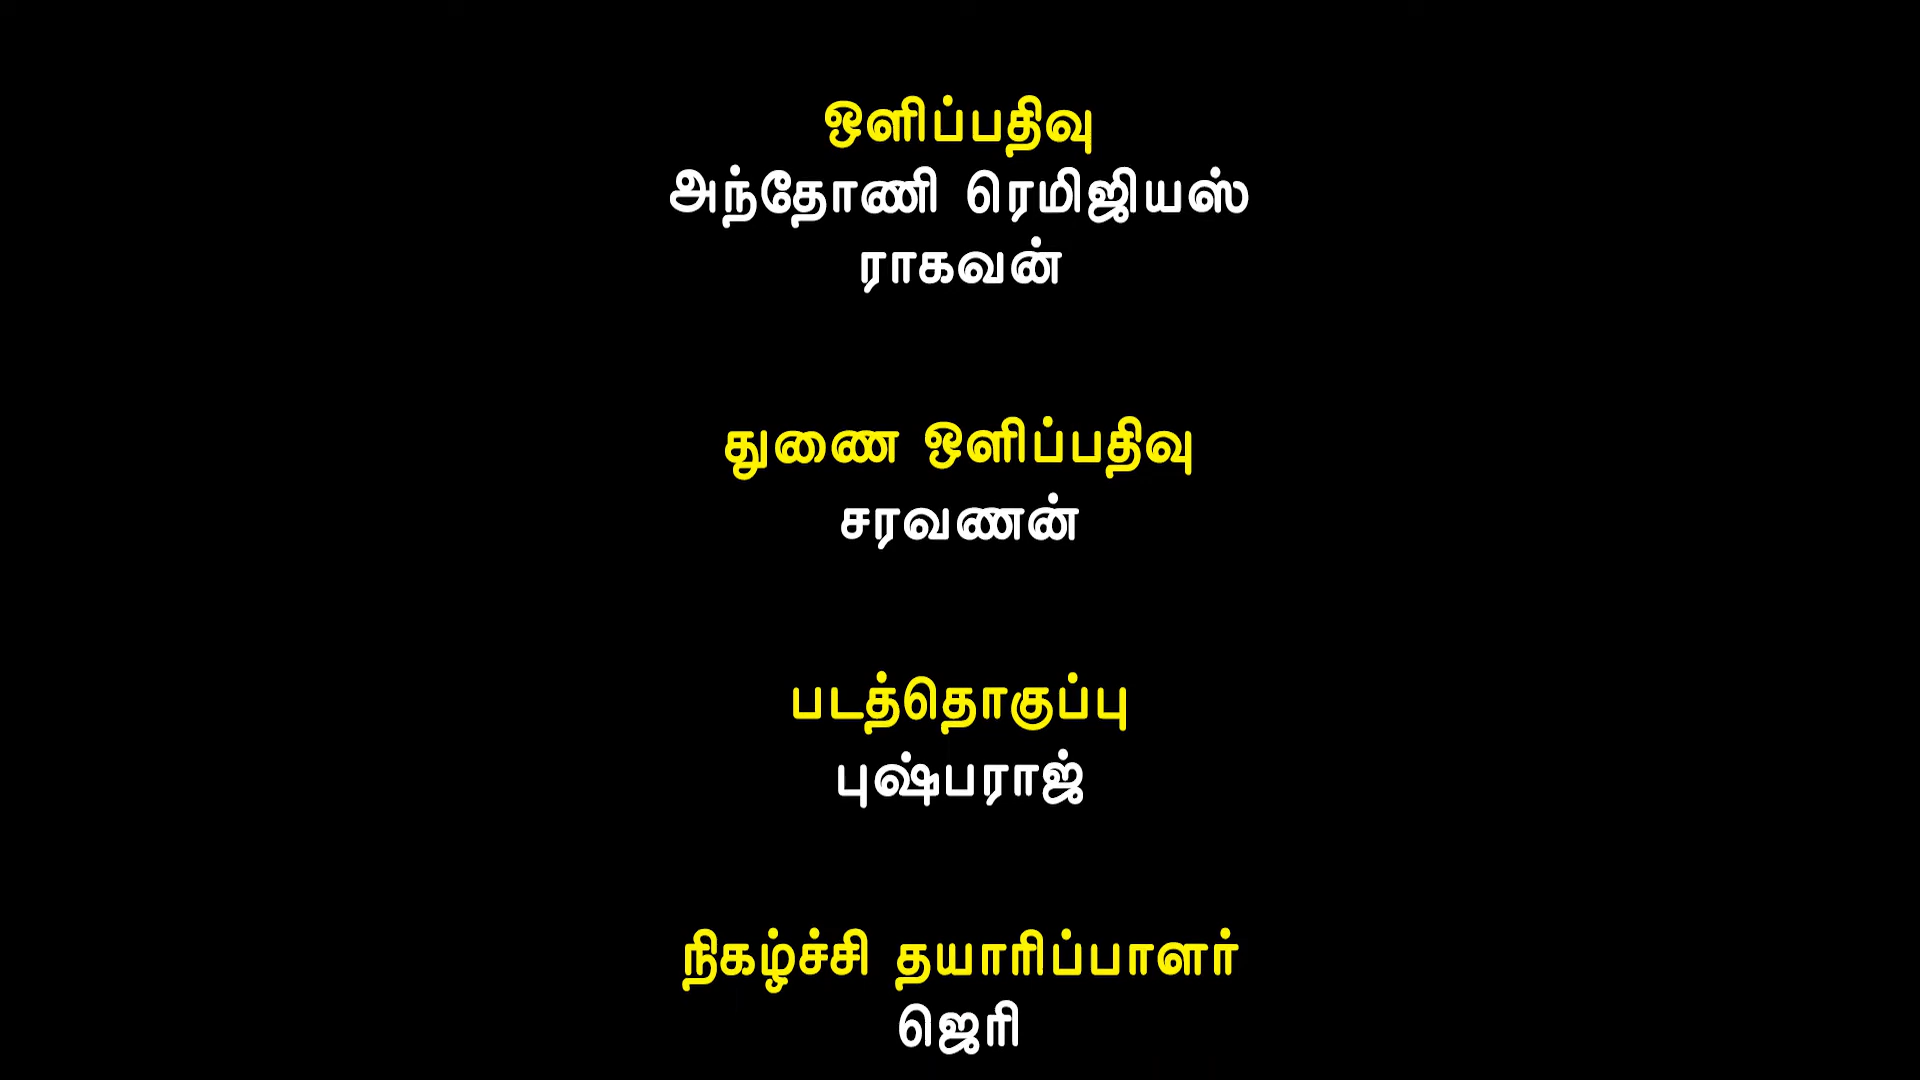 ஒளிப்பதிவு
அந்தோணி ரெமிஜியஸ்
ராகவன்
துணை ஒளிப்பதிவு
சரவணன்
படத்தொகுப்பு
புஷ்பராஜ்
நிகழ்ச்சி தயாரிப்பாளர்
ஜெரி